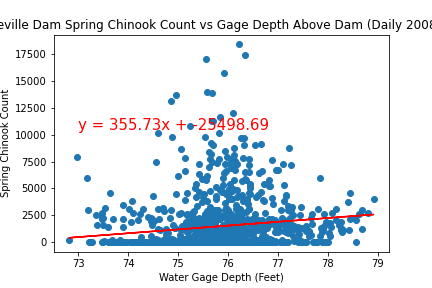 eville Dam Spring Chinook Count vs Gage Depth Above Dam (Daily 2008
17500
15000
12500
10000
7500
5000
2500
0
Spring Chinook Count
y = 355.73x + -25498.69
73 74 75 76 77 78 79
Water Gage Depth (Feet)